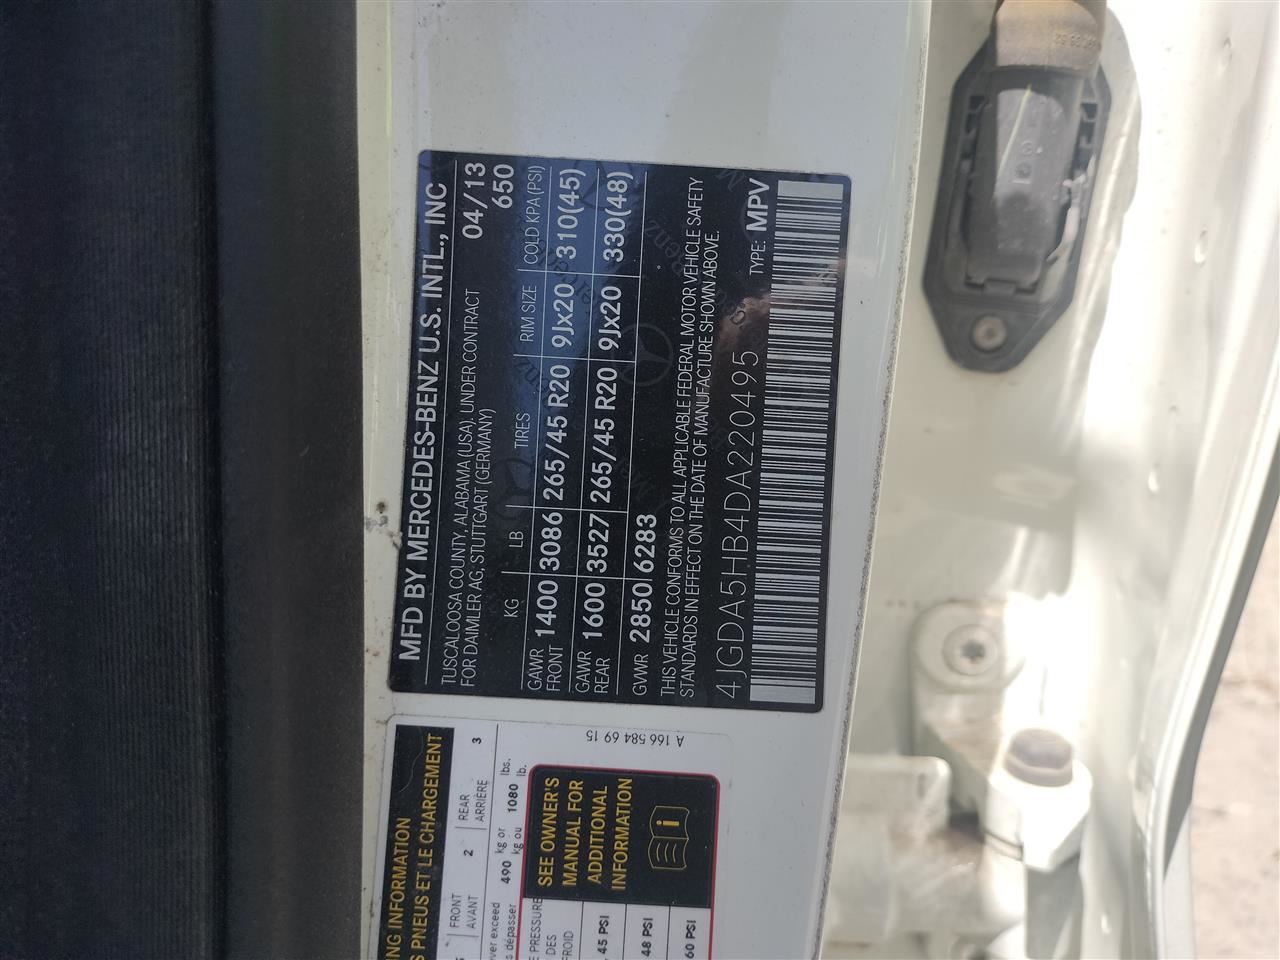 MFD BY MERCEDES-BENZ U.S. INTL., INC
TUSCALOOSA COUNTY, ALABAMA (USA). UNDER CONTRACT 04/13
FOR DAIMLER AG, STUTTGART (GERMANY) 650
KG LB TIRES RIM SIZE COLD KPA (PSI)
GAWR FRONT 1400 3086 265/45 R20 9Jx20 310(45)
GAWR REAR 1600 3527 265/45 R20 9Jx20 330(48)
GVWR 2850 6283
THIS VEHICLE CONFORMS TO ALL APPLICABLE FEDERAL MOTOR VEHICLE SAFETY
STANDARDS IN EFFECT ON THE DATE OF MANUFACTURE SHOWN ABOVE.
4JGDA5HB4DA220495 TYPE: MPV
A 166 584 69 15
NG INFORMATION
S PNEUS ET LE CHARGEMENT
FRONT 2 REAR 3
AVANT ARRIÈRE
ver exceed 490 kg or 1080 lbs.
s dépasser kg ou lb.
E PRESSURE
DES
FROID
SEE OWNER'S
MANUAL FOR
ADDITIONAL
INFORMATION
45 PSI
48 PSI
60 PSI